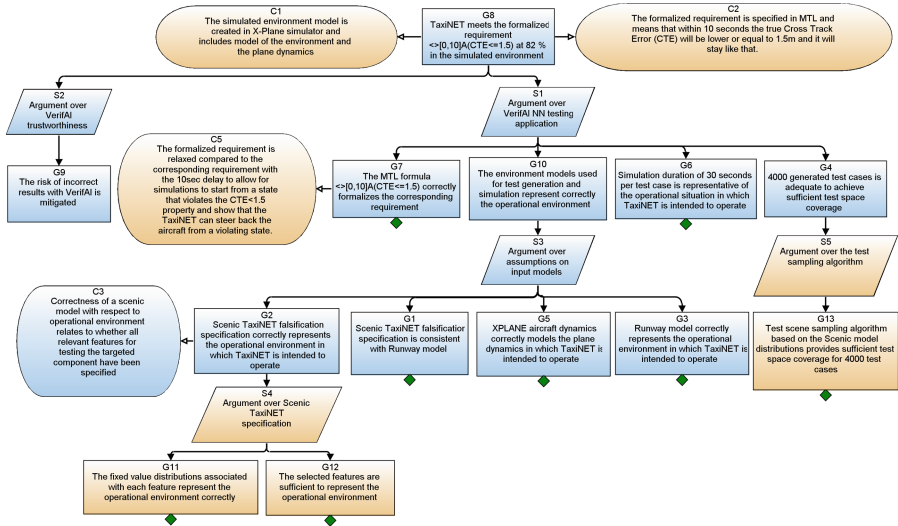 C1
The simulated environment model is
created in X-Plane simulator and
includes model of the environment and
the plane dynamics
G8
TaxiNET meets the formalized
requirement
<>[0,10]A(CTE<=1.5) at 82 %
in the simulated environment
C2
The formalized requirement is specified in MTL and
means that within 10 seconds the true Cross Track
Error (CTE) will be lower or equal to 1.5m and it will
stay like that.
S2
Argument over
VerifAI
trustworthiness
S1
Argument over
VerifAI NN testing
application
G9
The risk of incorrect
results with VerifAI is
mitigated
C5
The formalized requirement is
relaxed compared to the
corresponding requirement with
the 10sec delay to allow for
simulations to start from a state
that violates the CTE<1.5
property and show that the
TaxiNET can steer back the
aircraft from a violating state.
G7
The MTL formula
<>[0,10]A(CTE<=1.5) correctly
formalizes the corresponding
requirement
G10
The environment models used
for test generation and
simulation represent correctly
the operational environment
G6
Simulation duration of 30 seconds
per test case is representative of
the operational situation in which
TaxiNET is intended to operate
G4
4000 generated test cases is
adequate to achieve
sufficient test space
coverage
S3
Argument over
assumptions on
input models
S5
Argument over the test
sampling algorithm
C3
Correctness of a scenic
model with respect to
operational environment
relates to whether all
relevant features for
testing the targeted
component have been
specified
G2
Scenic TaxiNET falsification
specification correctly represents
the operational environment in
which TaxiNET is intended to
operate
G1
Scenic TaxiNET falsification
specification is consistent
with Runway model
G5
XPLANE aircraft dynamics
correctly models the plane
dynamics in which TaxiNET is
intended to operate
G3
Runway model correctly
represents the operational
environment in which TaxiNET is
intended to operate
G13
Test scene sampling algorithm
based on the Scenic model
distributions provides sufficient test
space coverage for 4000 test
cases
S4
Argument over Scenic
TaxiNET
specification
G11
The fixed value distributions associated
with each feature represent the
operational environment correctly
G12
The selected features are
sufficient to represent the
operational environment